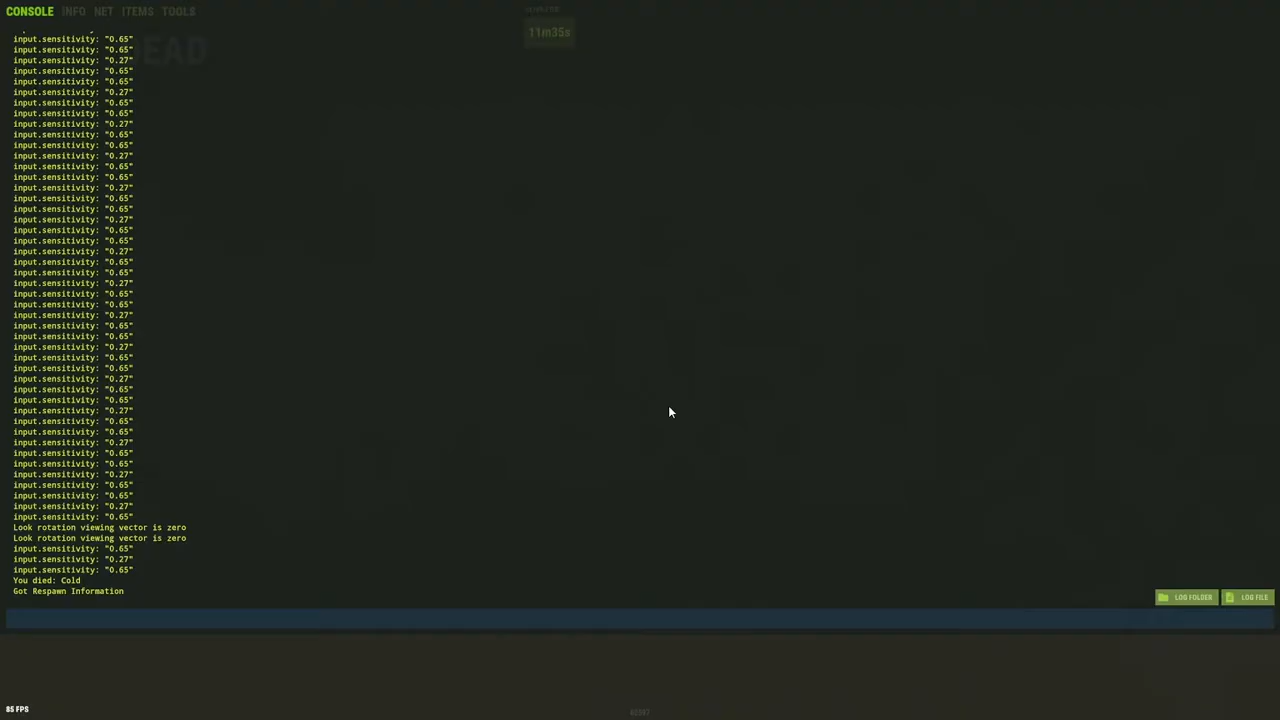 CONSOLE INFO NET ITEMS TOOLS
EAD
11m35s
input.sensitivity: "0.65"
input.sensitivity: "0.65"
input.sensitivity: "0.27"
input.sensitivity: "0.65"
input.sensitivity: "0.65"
input.sensitivity: "0.27"
input.sensitivity: "0.65"
input.sensitivity: "0.65"
input.sensitivity: "0.27"
input.sensitivity: "0.65"
input.sensitivity: "0.65"
input.sensitivity: "0.27"
input.sensitivity: "0.65"
input.sensitivity: "0.65"
input.sensitivity: "0.27"
input.sensitivity: "0.65"
input.sensitivity: "0.65"
input.sensitivity: "0.27"
input.sensitivity: "0.65"
input.sensitivity: "0.65"
input.sensitivity: "0.27"
input.sensitivity: "0.65"
input.sensitivity: "0.65"
input.sensitivity: "0.27"
input.sensitivity: "0.65"
input.sensitivity: "0.65"
input.sensitivity: "0.27"
input.sensitivity: "0.65"
input.sensitivity: "0.65"
input.sensitivity: "0.27"
input.sensitivity: "0.65"
input.sensitivity: "0.65"
input.sensitivity: "0.27"
input.sensitivity: "0.65"
input.sensitivity: "0.65"
input.sensitivity: "0.27"
input.sensitivity: "0.65"
input.sensitivity: "0.65"
input.sensitivity: "0.27"
input.sensitivity: "0.65"
input.sensitivity: "0.65"
input.sensitivity: "0.27"
input.sensitivity: "0.65"
input.sensitivity: "0.65"
input.sensitivity: "0.27"
input.sensitivity: "0.65"
Look rotation viewing vector is zero
Look rotation viewing vector is zero
input.sensitivity: "0.65"
input.sensitivity: "0.27"
input.sensitivity: "0.65"
You died: Cold
Got Respawn Information
LOG FOLDER
LOG FILE
85 FPS